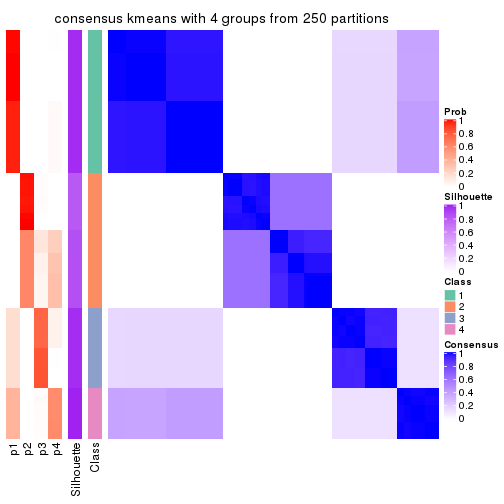 consensus kmeans with 4 groups from 250 partitions
Prob
1
0.8
0.6
0.4
0.2
0
Silhouette
1
0.8
0.6
0.4
0.2
0
Class
1
2
3
4
Consensus
1
0.8
0.6
0.4
0.2
0
p1
p2
p3
p4
Silhouette
Class